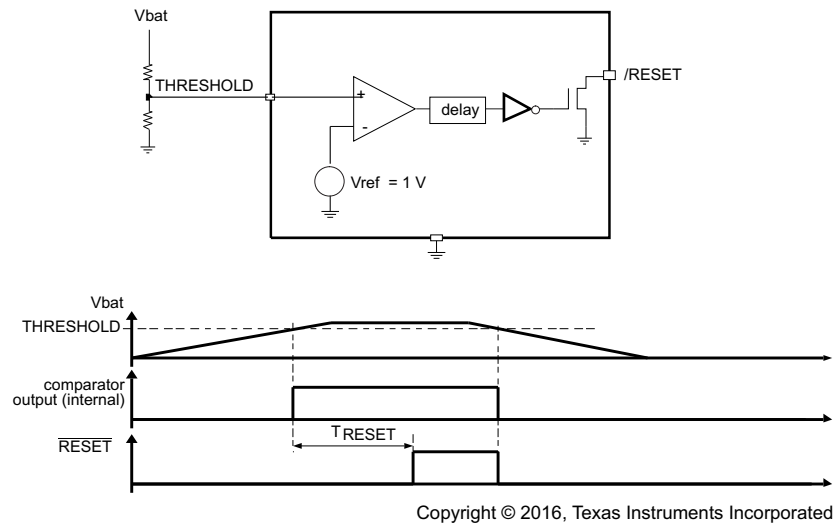 Vbat
THRESHOLD
/RESET
+
-
delay
Vref = 1 V
Vbat
THRESHOLD
comparator
output (internal)
TRESET
RESET
Copyright © 2016, Texas Instruments Incorporated